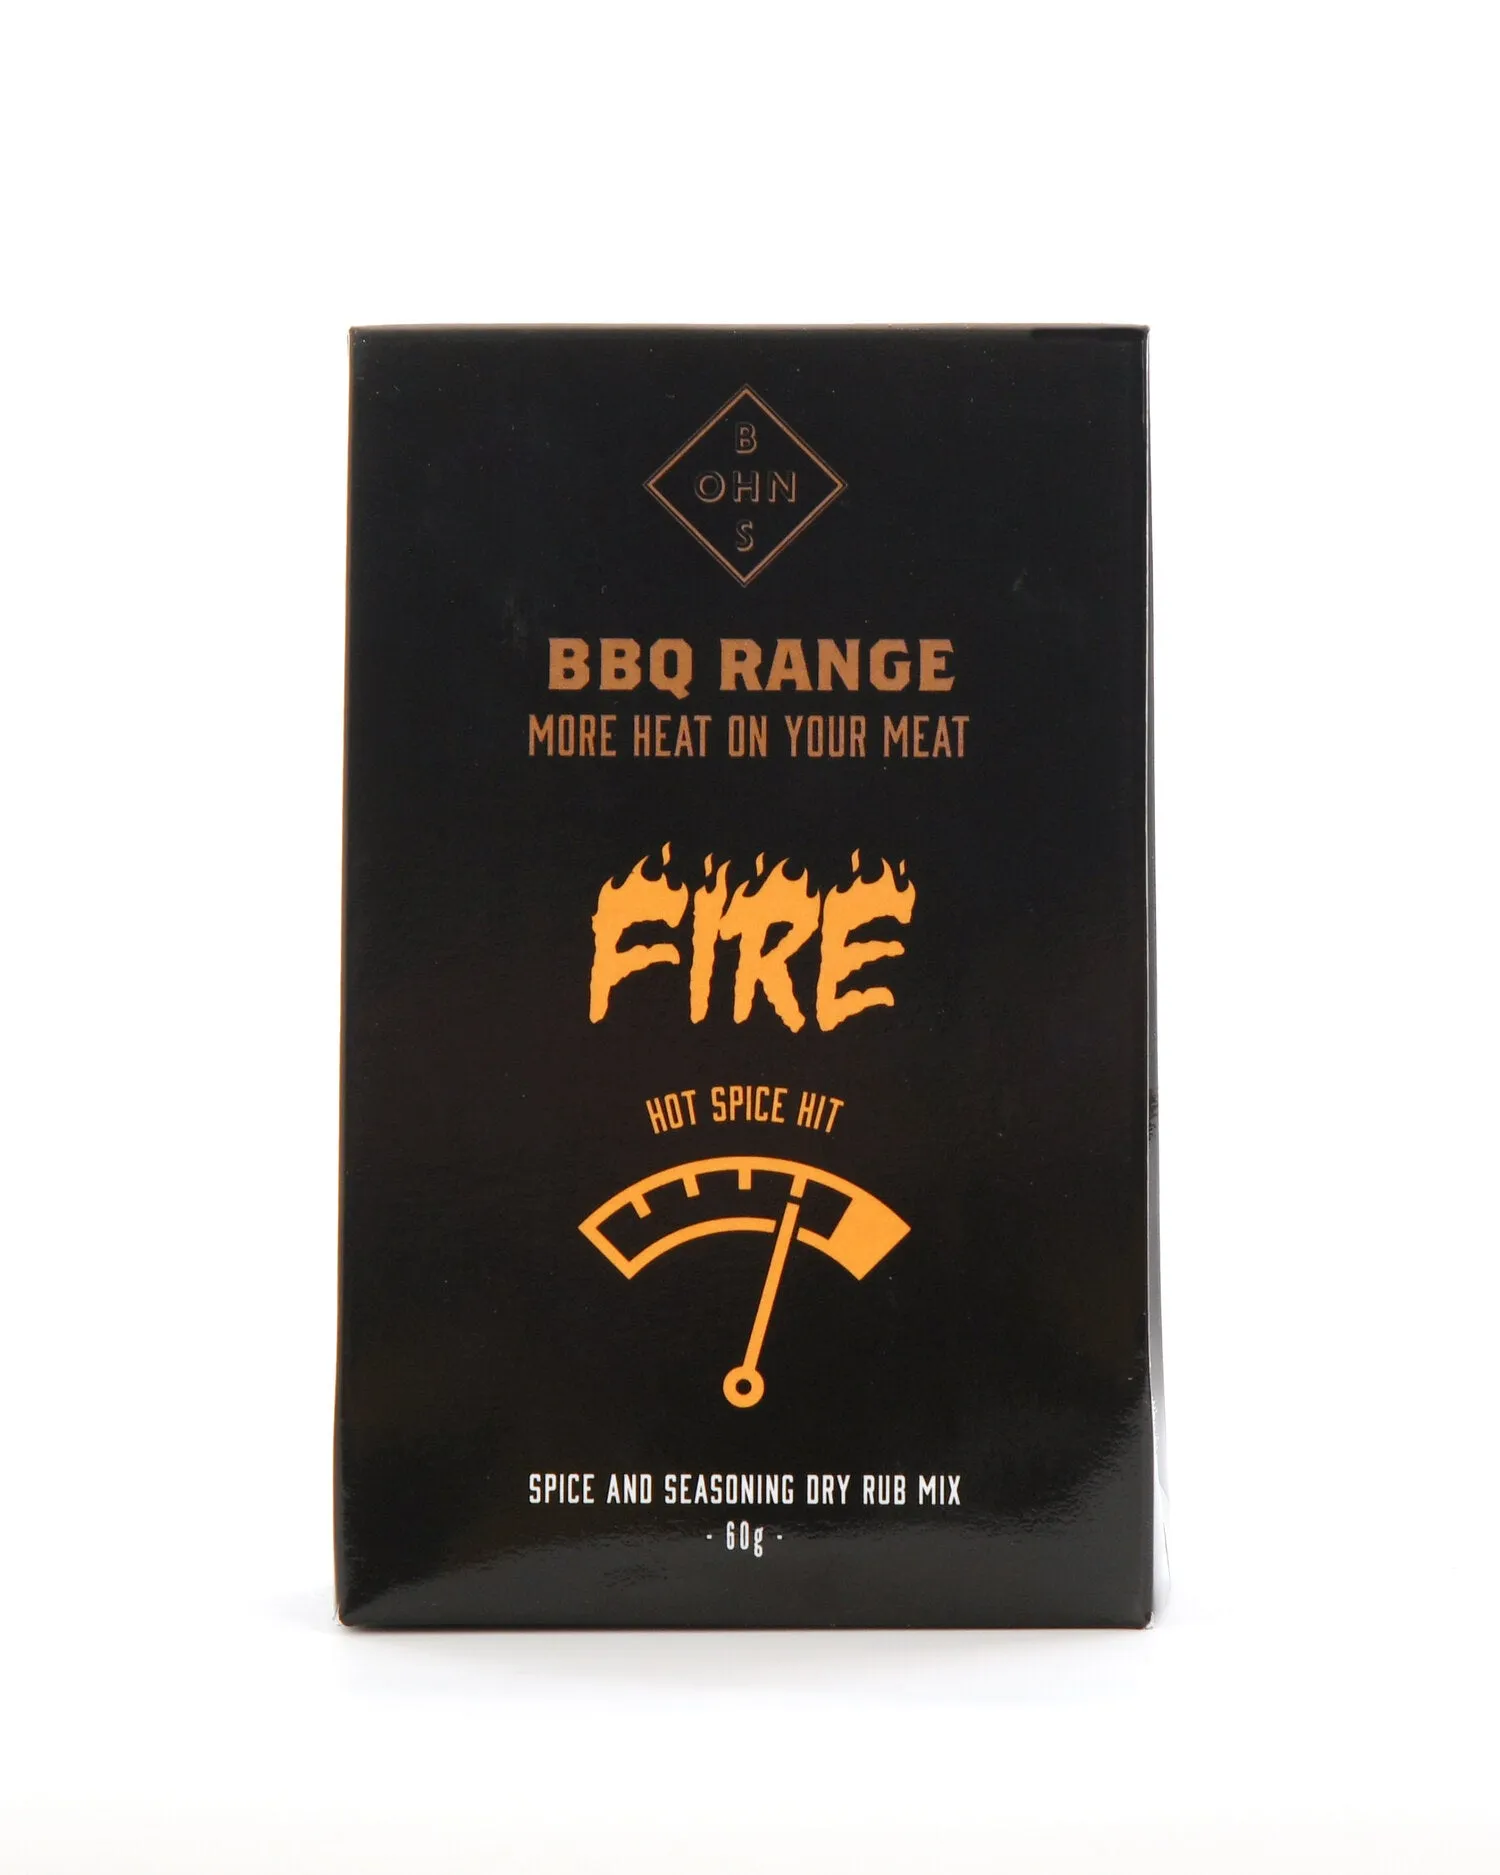 B
OHN
S
BBQ RANGE
MORE HEAT ON YOUR MEAT
FIRE
HOT SPICE HIT
SPICE AND SEASONING DRY RUB MIX
- 60g -